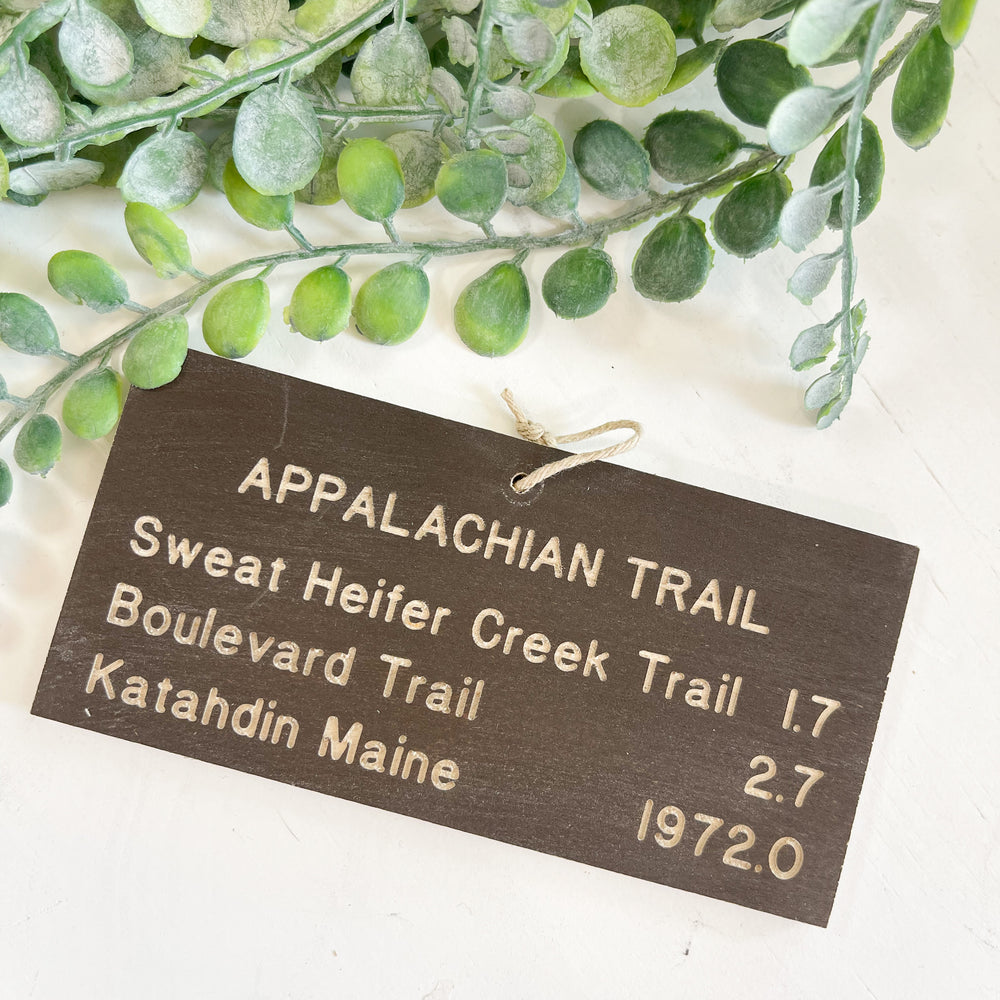 APPALACHIAN TRAIL
Sweat Heifer Creek Trail 1.7
Boulevard Trail 2.7
Katahdin Maine 1972.0